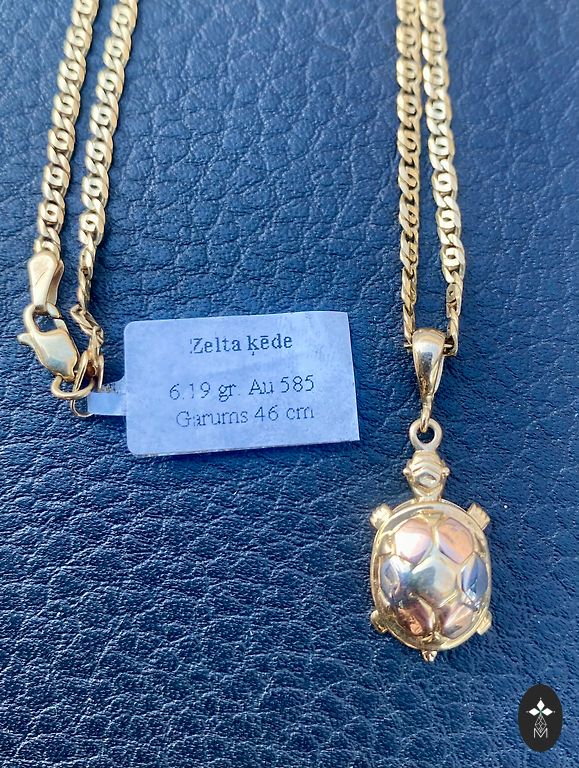 Zelta ķēde
6.19 gr. Au 585
Garums 46 cm
M